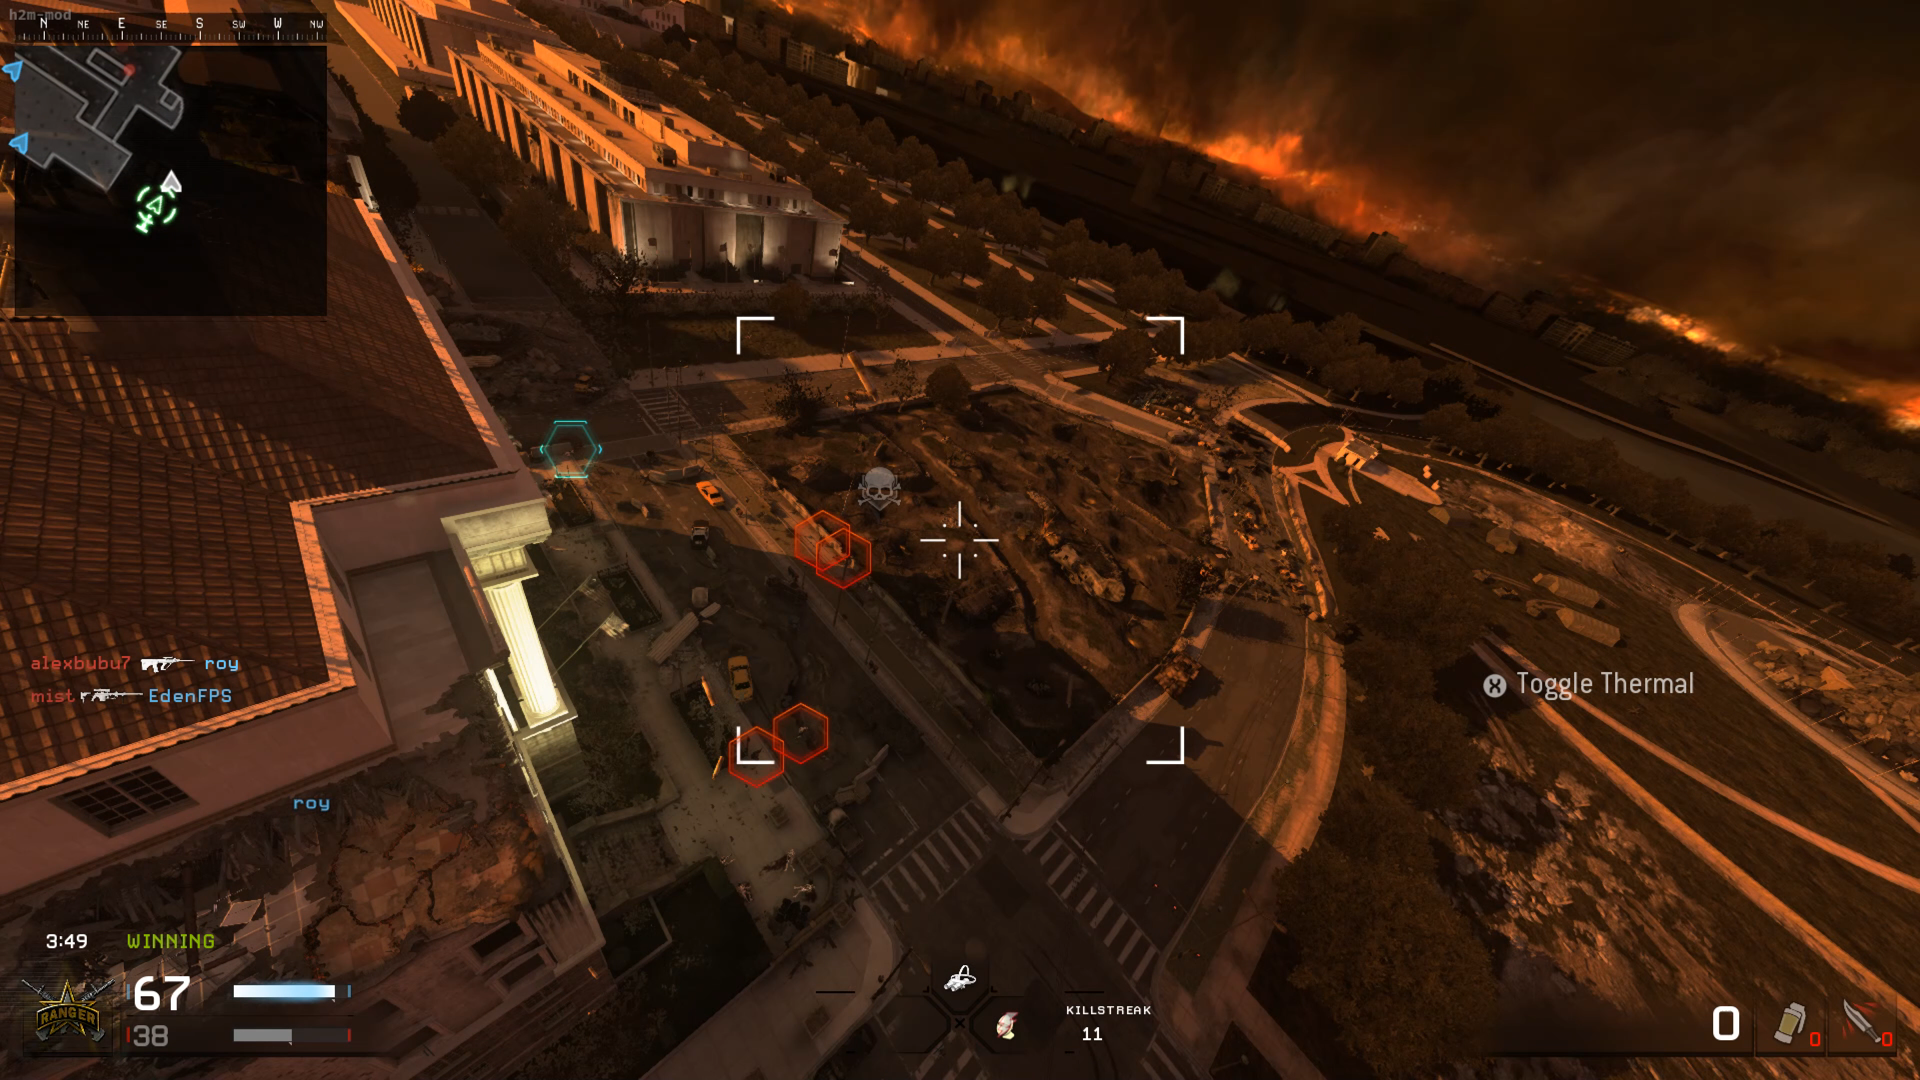 h2m-mod
N NE E SE S SW W NW
alexbubu7 roy
mist EdenFPS
X Toggle Thermal
roy
3:49 WINNING
67
38
RANGER
KILLSTREAK
11
0 0 0